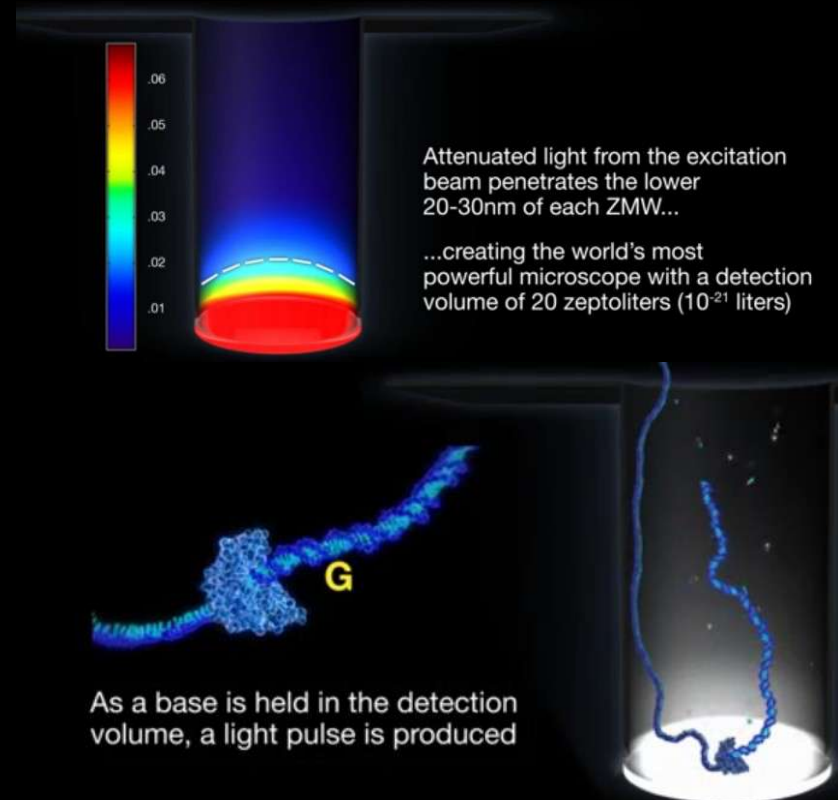 .06
.05
.04
.03
.02
.01
Attenuated light from the excitation
beam penetrates the lower
20-30nm of each ZMW...
...creating the world's most
powerful microscope with a detection
volume of 20 zeptoliters (10⁻²¹ liters)
G
As a base is held in the detection
volume, a light pulse is produced